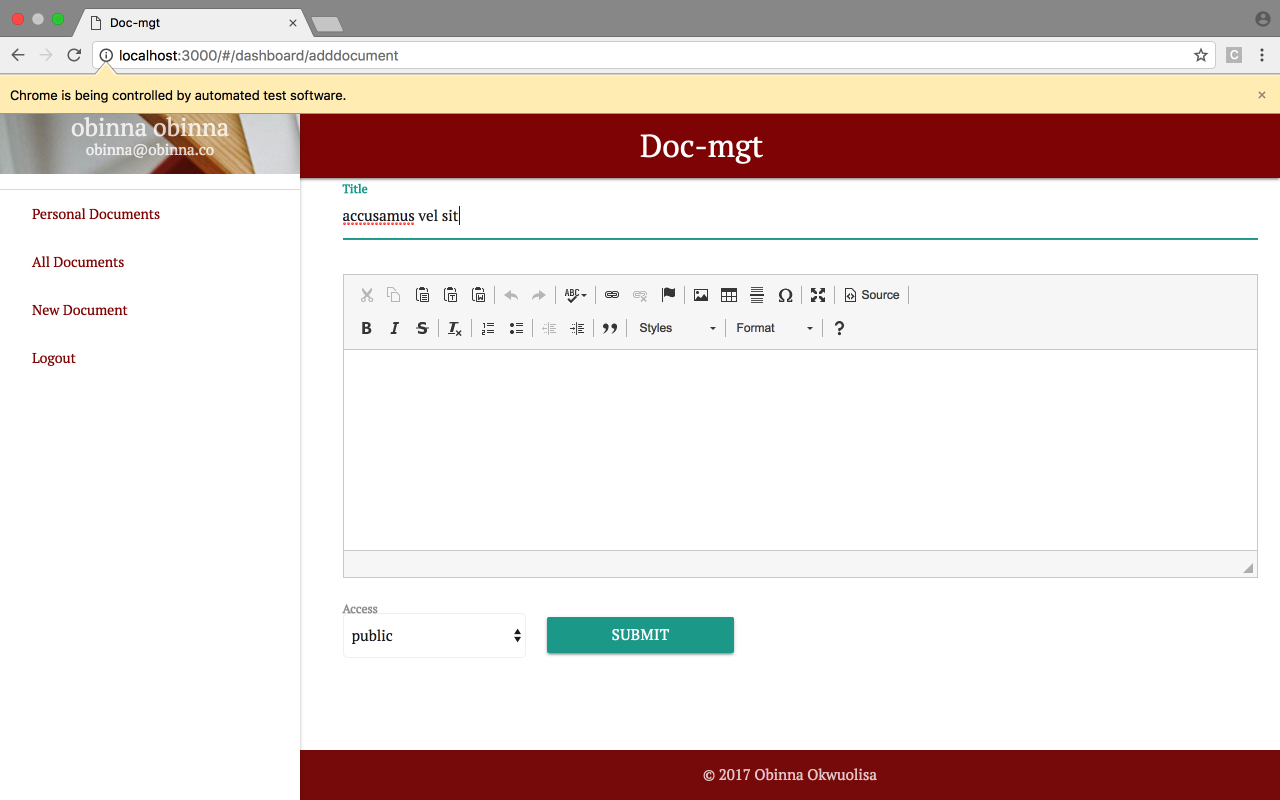 Doc-mgt
localhost:3000/#/dashboard/adddocument
C
Chrome is being controlled by automated test software.
obinna obinna
obinna@obinna.co
Doc-mgt
Personal Documents
All Documents
New Document
Logout
Title
accusamus vel sit
ABC
Ω
Source
B I S Tx
Styles
Format
?
Access
public
SUBMIT
© 2017 Obinna Okwuolisa